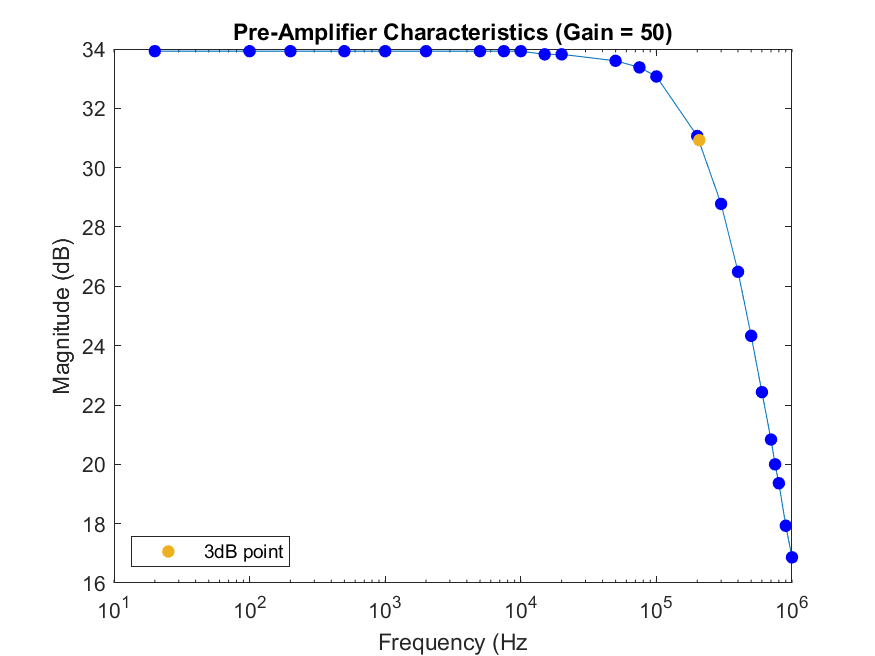 Pre-Amplifier Characteristics (Gain = 50)
34
32
30
28
26
24
22
20
18
16
Magnitude (dB)
3dB point
10^1 10^2 10^3 10^4 10^5 10^6
Frequency (Hz